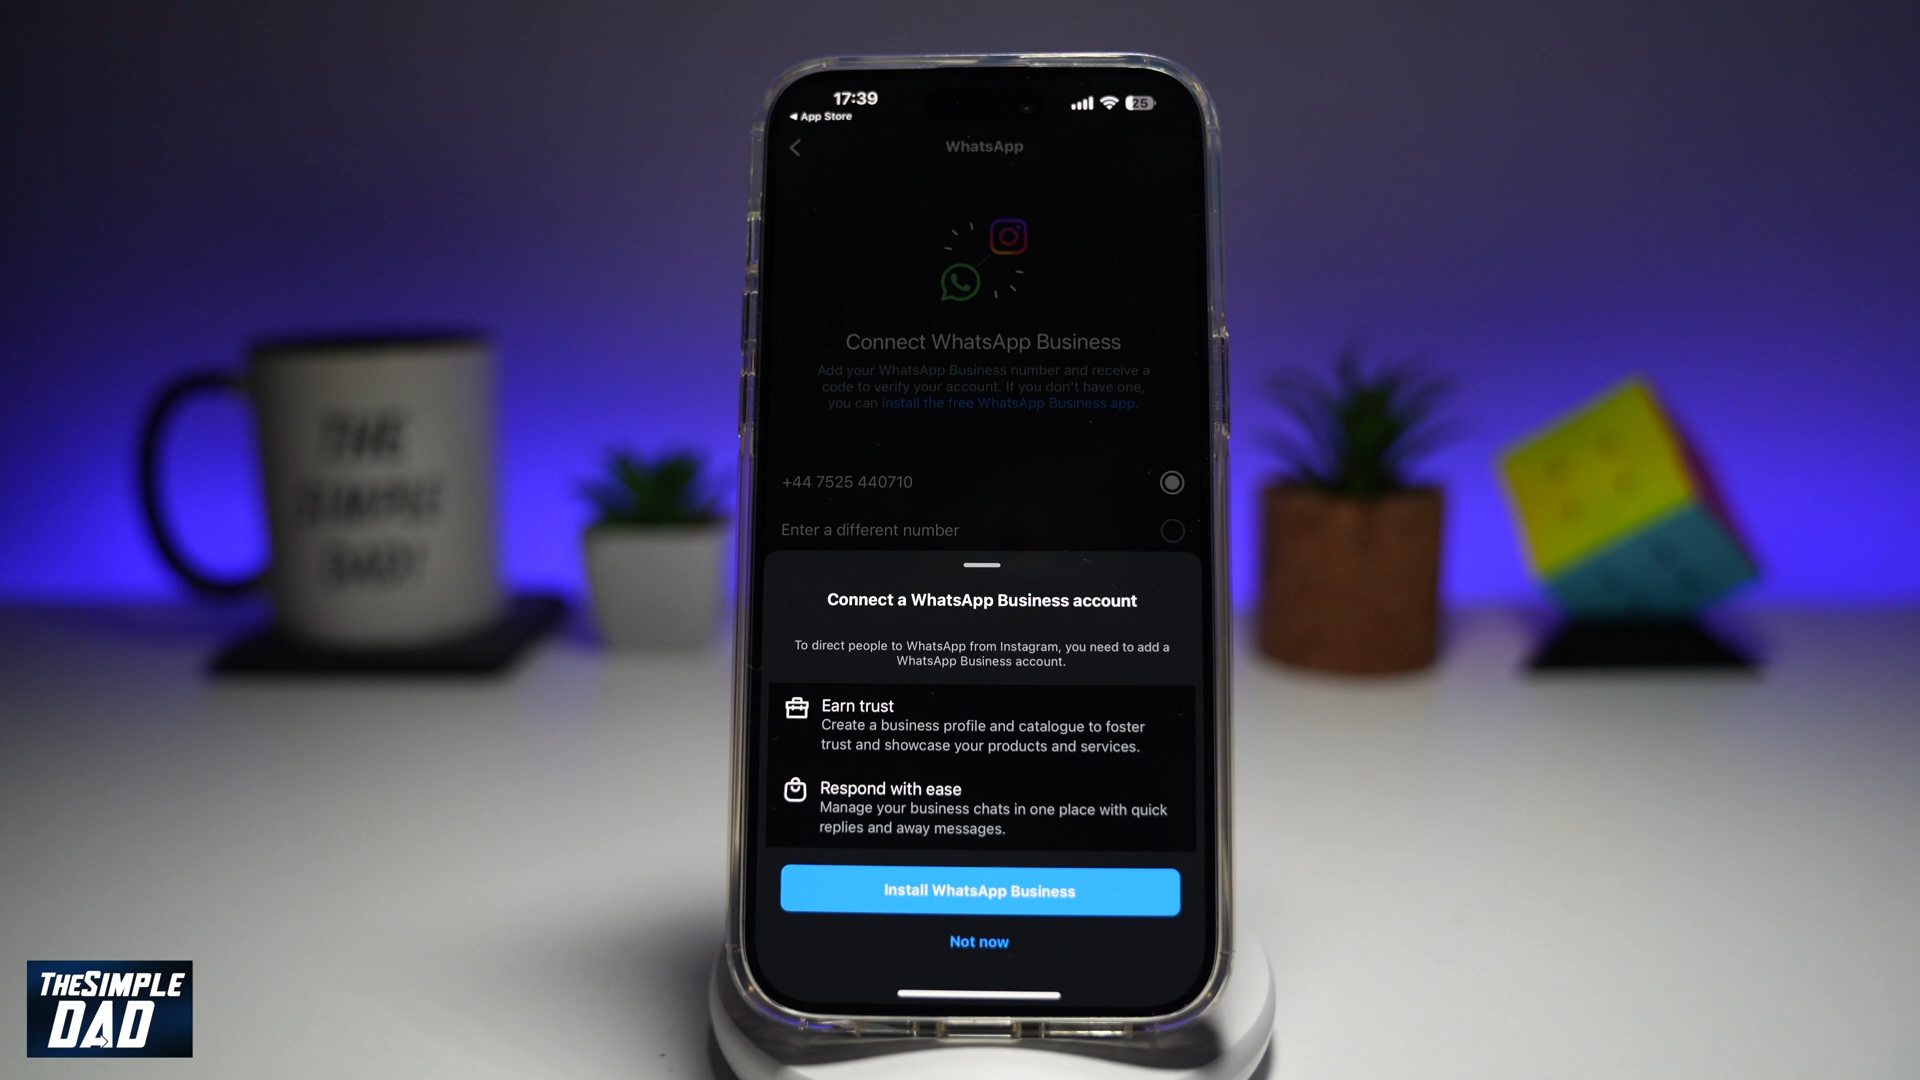 17:39
App Store
25
WhatsApp
Connect WhatsApp Business
Add your WhatsApp Business number and receive a
code to verify your account. If you don't have one,
you can install the free WhatsApp Business app.
+44 7525 440710
Enter a different number
Connect a WhatsApp Business account
To direct people to WhatsApp from Instagram, you need to add a
WhatsApp Business account.
Earn trust
Create a business profile and catalogue to foster
trust and showcase your products and services.
Respond with ease
Manage your business chats in one place with quick
replies and away messages.
Install WhatsApp Business
Not now
THE
SIMPLE
DAD
THESIMPLE
DAD